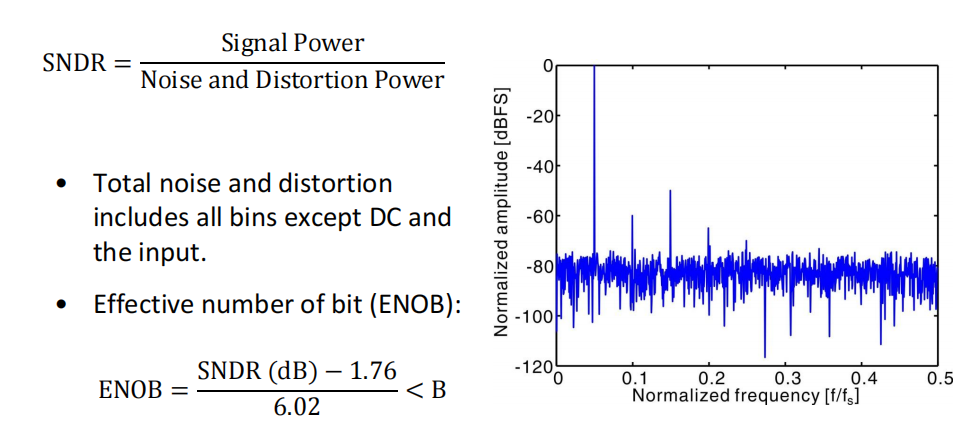 SNDR = Signal Power / Noise and Distortion Power
• Total noise and distortion
includes all bins except DC and
the input.
• Effective number of bit (ENOB):
ENOB = SNDR (dB) − 1.76 / 6.02 < B
Normalized amplitude [dBFS]
0
-20
-40
-60
-80
-100
-120
0 0.1 0.2 0.3 0.4 0.5
Normalized frequency [f/fs]